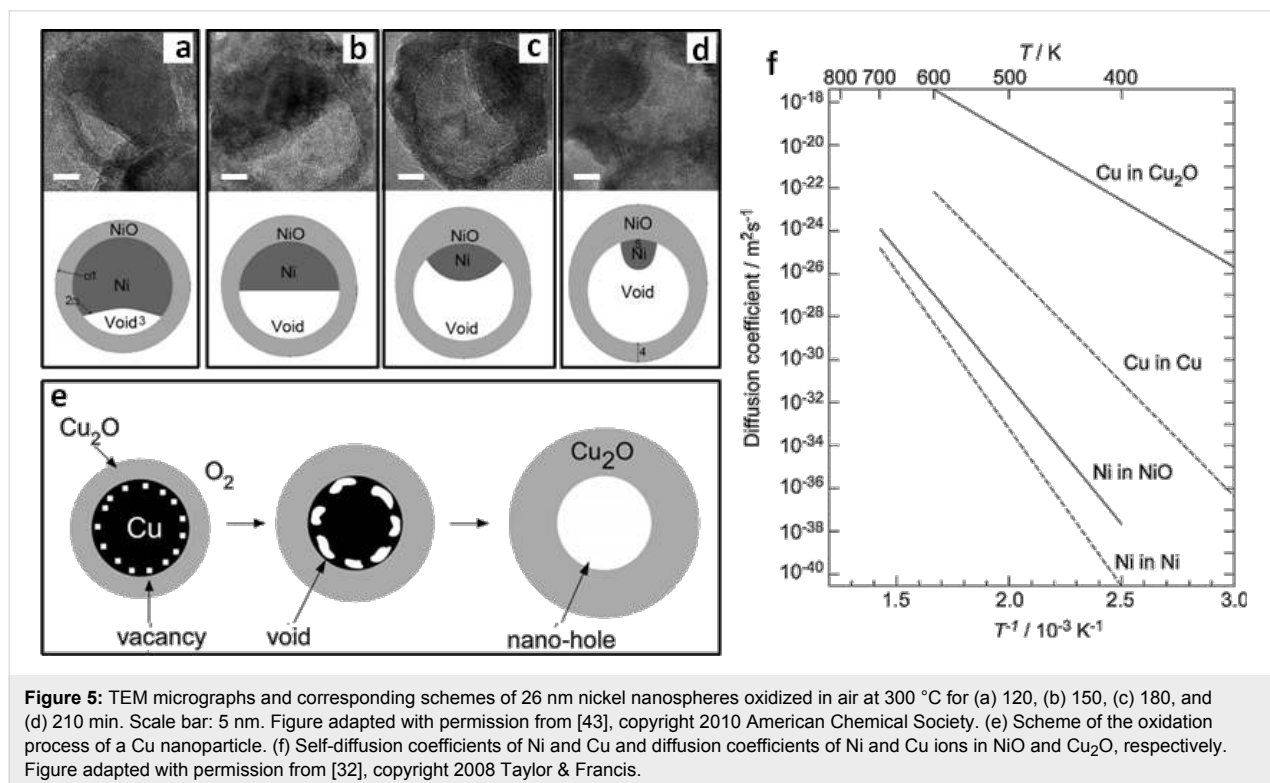 a
b
c
d
NiO
Ni
Void
3
NiO
Ni
Void
NiO
Ni
Void
NiO
Ni
Void
4
e
Cu2O
O2
Cu
Cu2O
vacancy
void
nano-hole
f
T / K
800 700 600 500 400
10-18
10-20
10-22
10-24
10-26
10-28
10-30
10-32
10-34
10-36
10-38
10-40
Diffusion coefficient / m2s-1
Cu in Cu2O
Cu in Cu
Ni in NiO
Ni in Ni
1.5 2.0 2.5 3.0
T-1 / 10-3 K-1
Figure 5: TEM micrographs and corresponding schemes of 26 nm nickel nanospheres oxidized in air at 300 °C for (a) 120, (b) 150, (c) 180, and
(d) 210 min. Scale bar: 5 nm. Figure adapted with permission from [43], copyright 2010 American Chemical Society. (e) Scheme of the oxidation
process of a Cu nanoparticle. (f) Self-diffusion coefficients of Ni and Cu and diffusion coefficients of Ni and Cu ions in NiO and Cu2O, respectively.
Figure adapted with permission from [32], copyright 2008 Taylor & Francis.